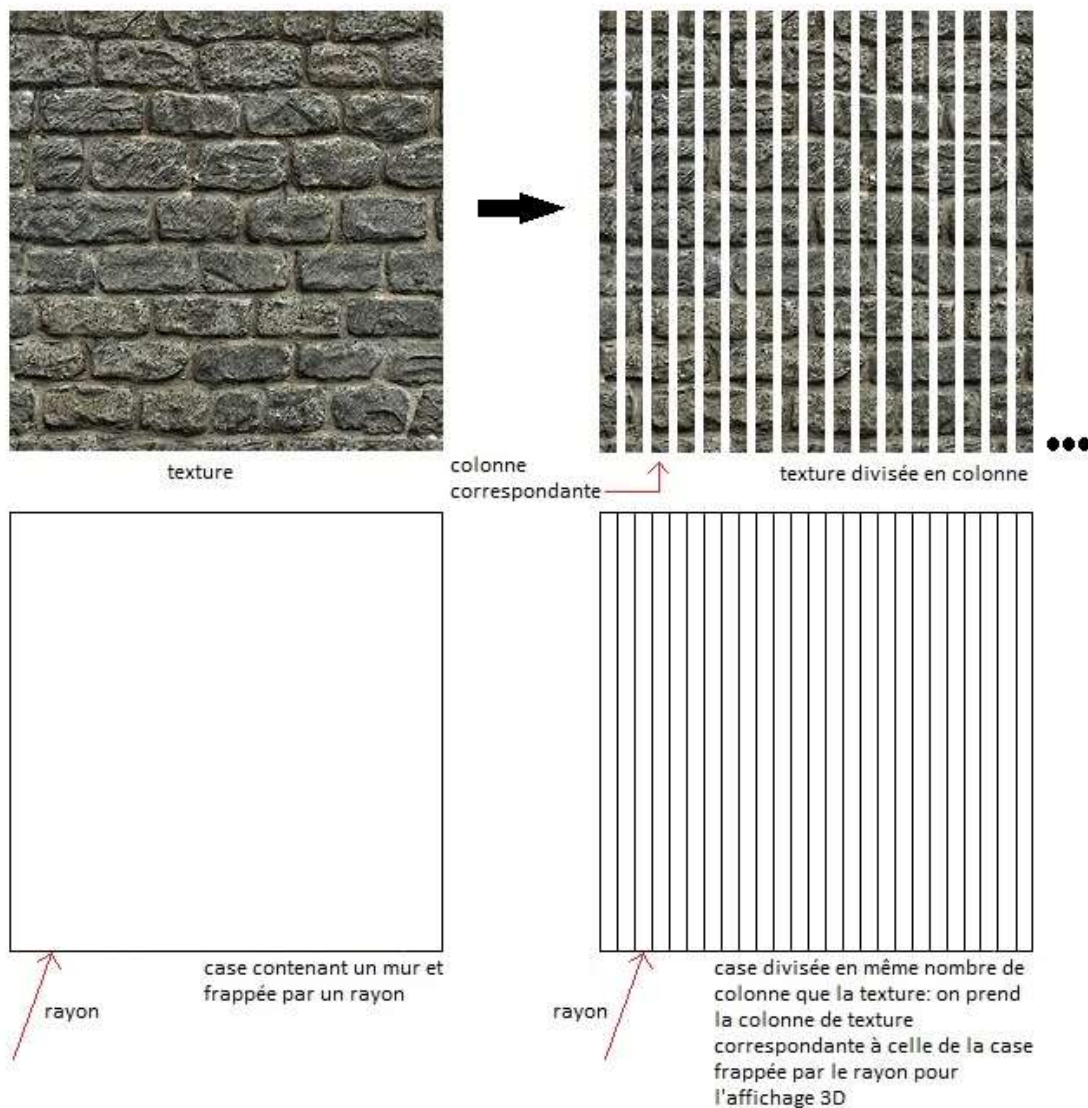 texture
colonne
correspondante
texture divisée en colonne
rayon
case contenant un mur et
frappée par un rayon
rayon
case divisée en même nombre de
colonne que la texture: on prend
la colonne de texture
correspondante à celle de la case
frappée par le rayon pour
l'affichage 3D